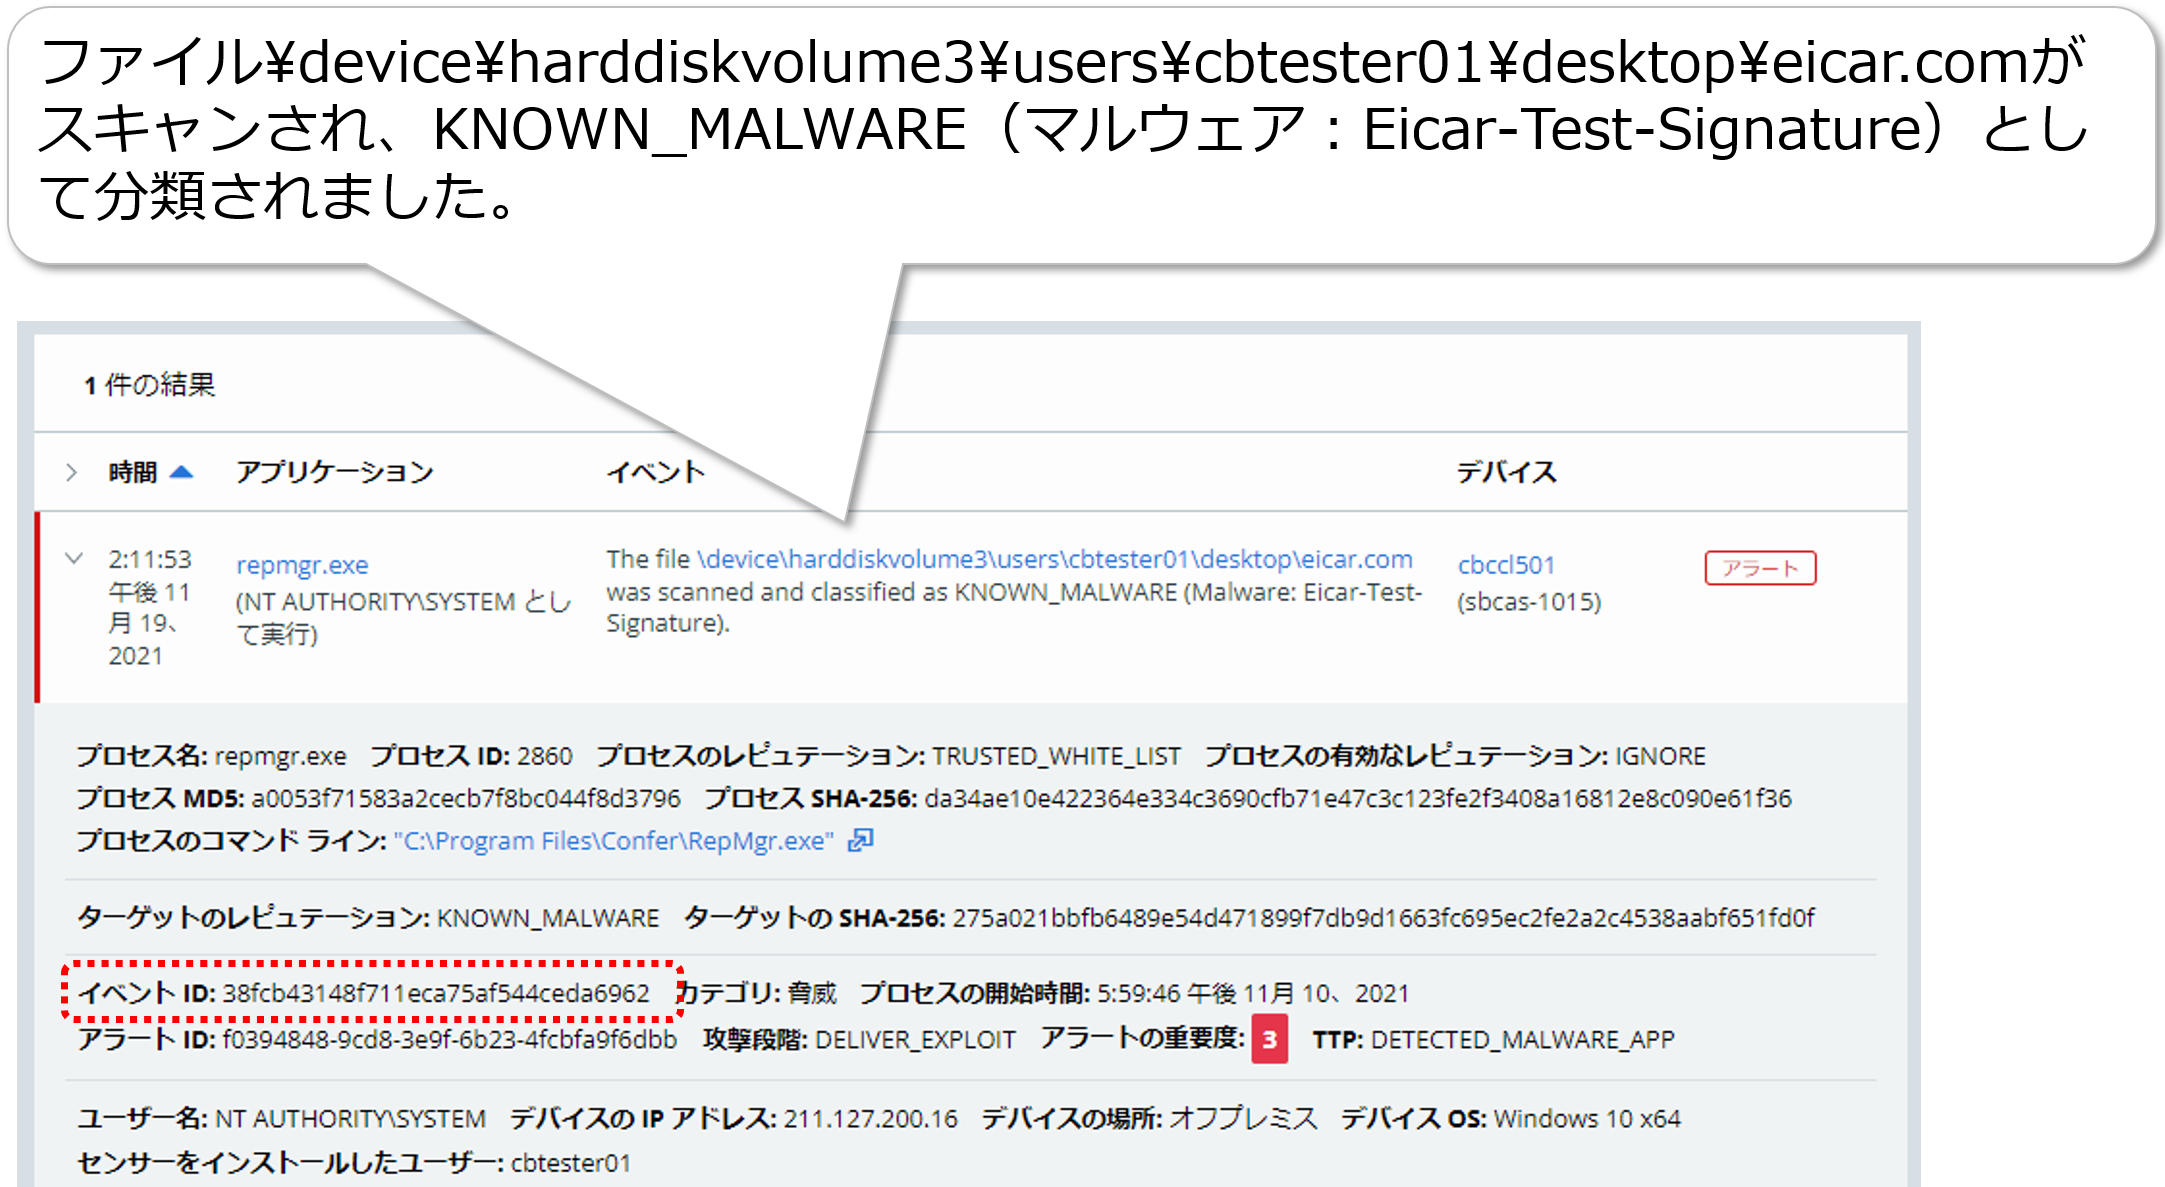 ファイル¥device¥harddiskvolume3¥users¥cbtester01¥desktop¥eicar.comが
スキャンされ、KNOWN_MALWARE（マルウェア：Eicar-Test-Signature）とし
て分類されました。
1 件の結果
時間 アプリケーション イベント デバイス
2:11:53
午後 11
月 19、
2021
repmgr.exe
(NT AUTHORITY\SYSTEM とし
て実行)
The file \device\harddiskvolume3\users\cbtester01\desktop\eicar.com
was scanned and classified as KNOWN_MALWARE (Malware: Eicar-Test-
Signature).
cbccl501
(sbcas-1015)
アラート
プロセス名: repmgr.exe プロセス ID: 2860 プロセスのレピュテーション: TRUSTED_WHITE_LIST プロセスの有効なレピュテーション: IGNORE
プロセス MD5: a0053f71583a2cecb7f8bc044f8d3796 プロセス SHA-256: da34ae10e422364e334c3690cfb71e47c3c123fe2f3408a16812e8c090e61f36
プロセスのコマンド ライン: "C:\Program Files\Confer\RepMgr.exe"
ターゲットのレピュテーション: KNOWN_MALWARE ターゲットの SHA-256: 275a021bbfb6489e54d471899f7db9d1663fc695ec2fe2a2c4538aabf651fd0f
イベント ID: 38fcb43148f711eca75af544ceda6962 カテゴリ: 脅威 プロセスの開始時間: 5:59:46 午後 11月 10、2021
アラート ID: f0394848-9cd8-3e9f-6b23-4fcbfa9f6dbb 攻撃段階: DELIVER_EXPLOIT アラートの重要度: 3 TTP: DETECTED_MALWARE_APP
ユーザー名: NT AUTHORITY\SYSTEM デバイスの IP アドレス: 211.127.200.16 デバイスの場所: オフプレミス デバイス OS: Windows 10 x64
センサーをインストールしたユーザー: cbtester01